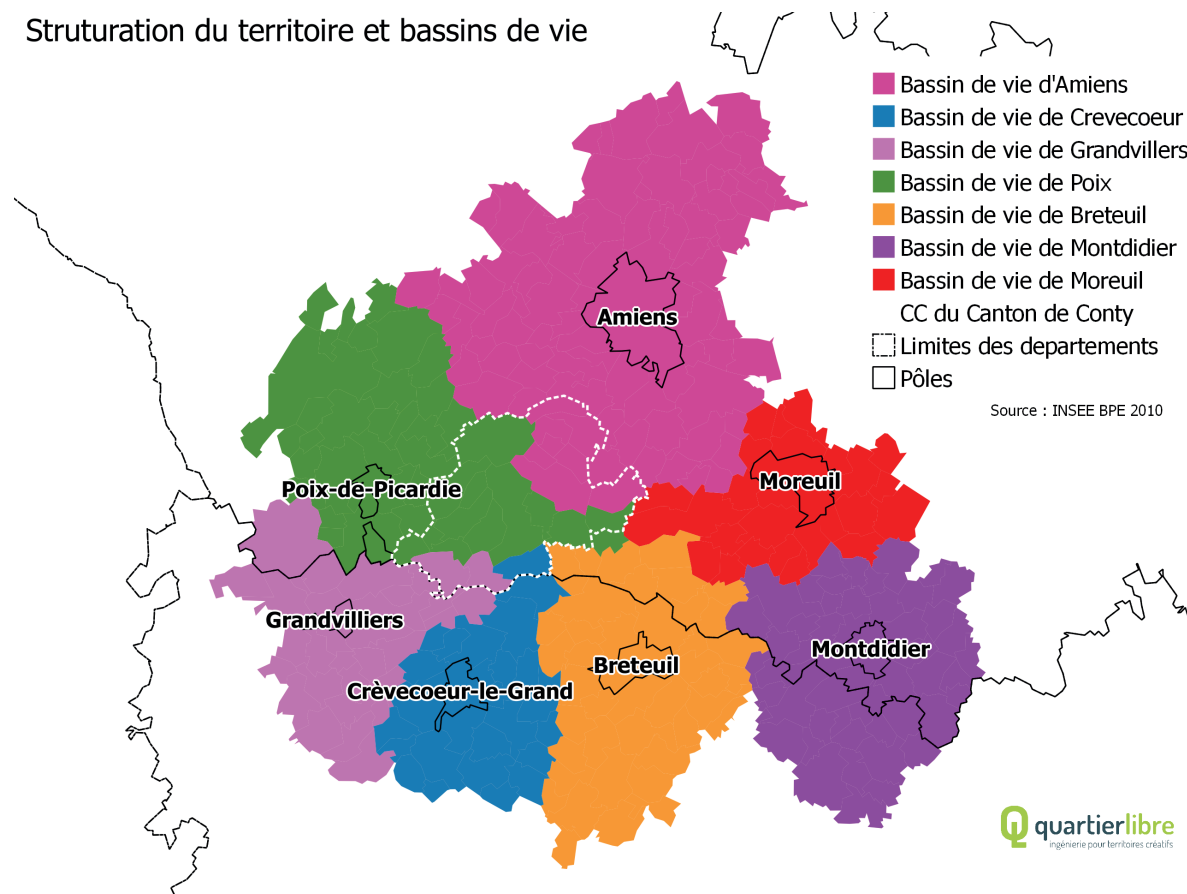 Struturation du territoire et bassins de vie
Bassin de vie d'Amiens
Bassin de vie de Crevecoeur
Bassin de vie de Grandvillers
Bassin de vie de Poix
Bassin de vie de Breteuil
Bassin de vie de Montdidier
Bassin de vie de Moreuil
CC du Canton de Conty
Limites des departements
Pôles
Source : INSEE BPE 2010
Amiens
Moreuil
Poix-de-Picardie
Grandvilliers
Montdidier
Breteuil
Crèvecoeur-le-Grand
quartierlibre
ingénierie pour territoires créatifs